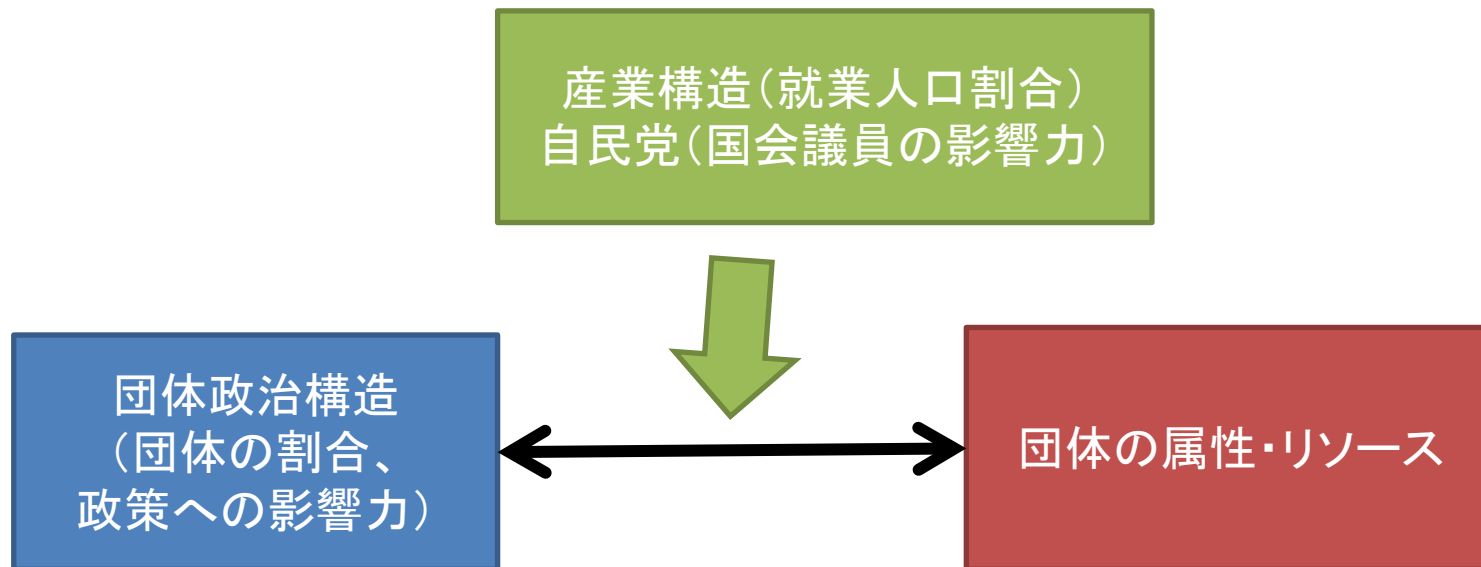 産業構造（就業人口割合）
自民党（国会議員の影響力）
団体政治構造
（団体の割合、
政策への影響力）
団体の属性・リソース